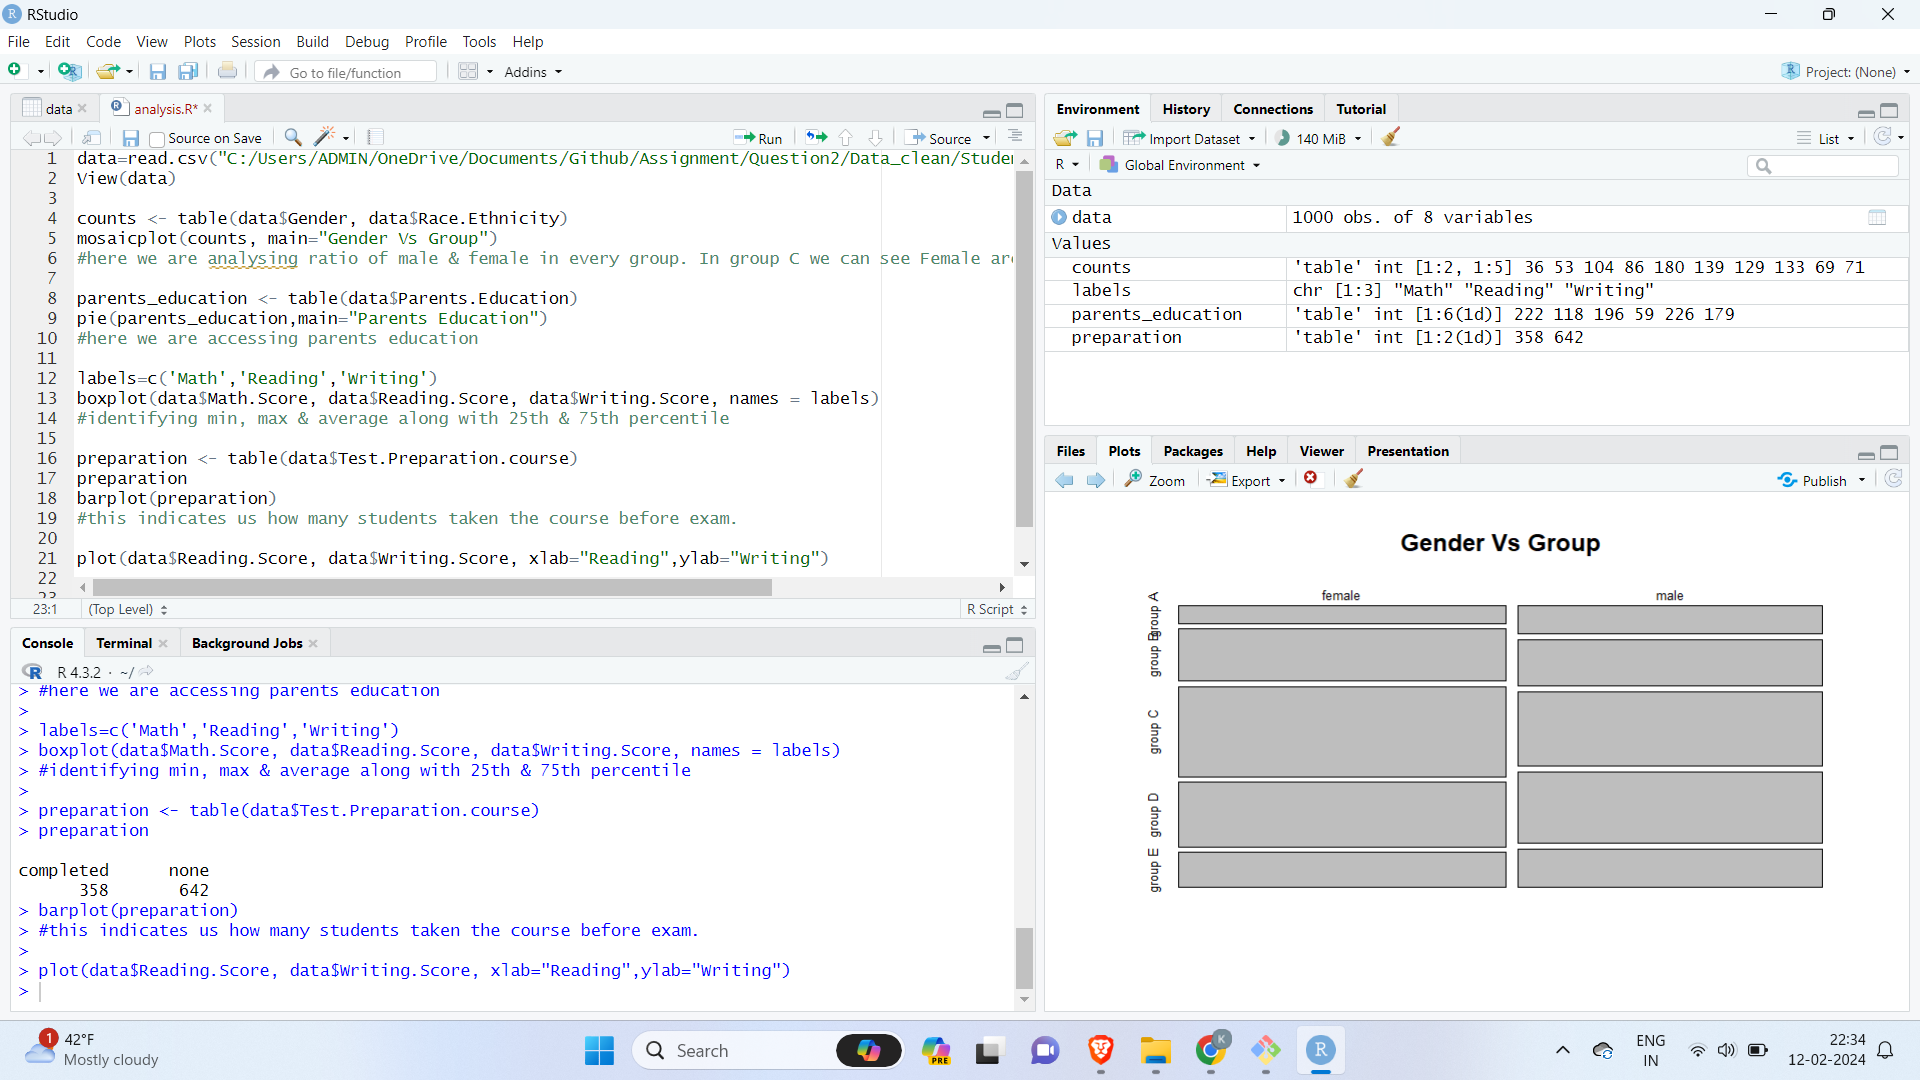 RStudio
File Edit Code View Plots Session Build Debug Profile Tools Help
Go to file/function Addins Project: (None)
data analysis.R*
Source on Save Run Source
1 data=read.csv("C:/Users/ADMIN/OneDrive/Documents/Github/Assignment/Question2/Data_clean/Studen
2 View(data)
3
4 counts <- table(data$Gender, data$Race.Ethnicity)
5 mosaicplot(counts, main="Gender Vs Group")
6 #here we are analysing ratio of male & female in every group. In group C we can see Female are
7
8 parents_education <- table(data$Parents.Education)
9 pie(parents_education,main="Parents Education")
10 #here we are accessing parents education
11
12 labels=c('Math','Reading','Writing')
13 boxplot(data$Math.Score, data$Reading.Score, data$Writing.Score, names = labels)
14 #identifying min, max & average along with 25th & 75th percentile
15
16 preparation <- table(data$Test.Preparation.course)
17 preparation
18 barplot(preparation)
19 #this indicates us how many students taken the course before exam.
20
21 plot(data$Reading.Score, data$Writing.Score, xlab="Reading",ylab="Writing")
22
23
23:1 (Top Level) R Script
Console Terminal Background Jobs
R 4.3.2 · ~/
> #here we are accessing parents education
>
> labels=c('Math','Reading','Writing')
> boxplot(data$Math.Score, data$Reading.Score, data$Writing.Score, names = labels)
> #identifying min, max & average along with 25th & 75th percentile
>
> preparation <- table(data$Test.Preparation.course)
> preparation
completed none
358 642
> barplot(preparation)
> #this indicates us how many students taken the course before exam.
>
> plot(data$Reading.Score, data$Writing.Score, xlab="Reading",ylab="Writing")
>
Environment History Connections Tutorial
Import Dataset 140 MiB List
R Global Environment
Data
data 1000 obs. of 8 variables
Values
counts 'table' int [1:2, 1:5] 36 53 104 86 180 139 129 133 69 71
labels chr [1:3] "Math" "Reading" "Writing"
parents_education 'table' int [1:6(1d)] 222 118 196 59 226 179
preparation 'table' int [1:2(1d)] 358 642
Files Plots Packages Help Viewer Presentation
Zoom Export Publish
Gender Vs Group
female male
group A
group B
group C
group D
group E
1 42°F
Mostly cloudy
Search
PRE
K
R
ENG
IN
22:34
12-02-2024